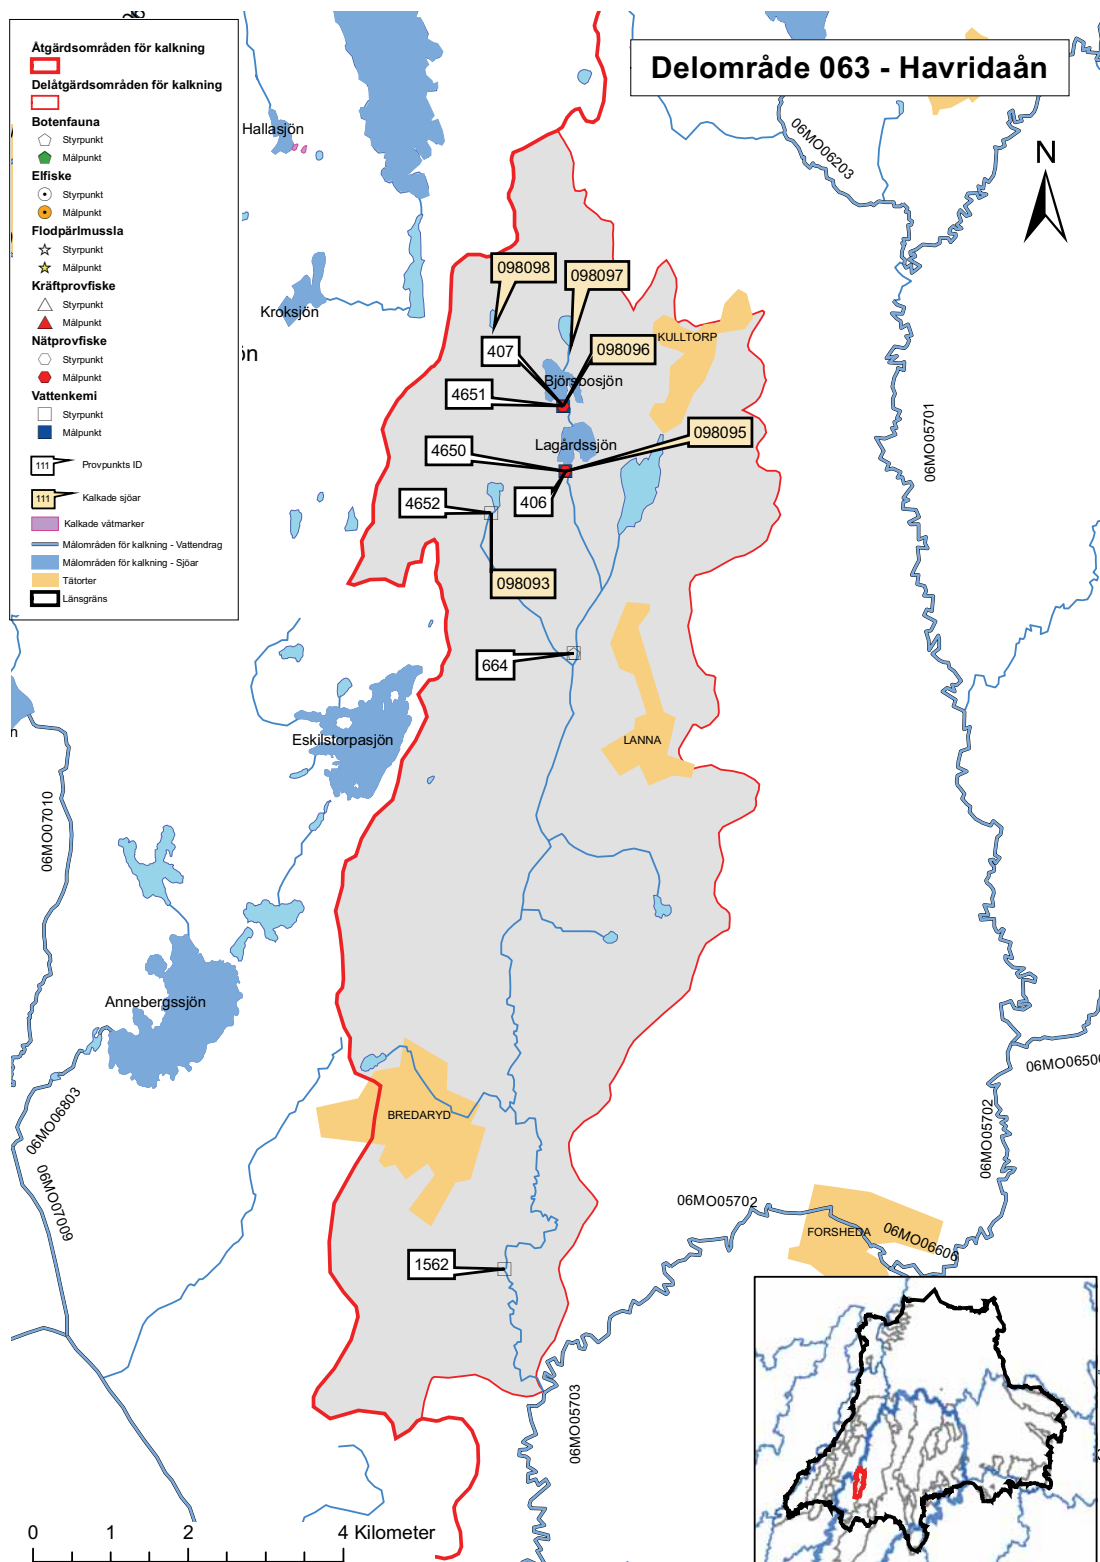 Delområde 063 - Havridaån
Åtgärdsområden för kalkning
Delåtgärdsområden för kalkning
Botenfauna
Styrpunkt
Målpunkt
Elfiske
Styrpunkt
Målpunkt
Flodpärlmussla
Styrpunkt
Målpunkt
Kräftprovfiske
Styrpunkt
Målpunkt
Nätprovfiske
Styrpunkt
Målpunkt
Vattenkemi
Styrpunkt
Målpunkt
111 Provpunkts ID
111 Kalkade sjöar
Kalkade våtmarker
Målområden för kalkning - Vattendrag
Målområden för kalkning - Sjöar
Tätorter
Länsgräns
N
Hallasjön
06MO06203
098098
098097
Kroksjön
KULLTORP
ön
407
098096
Björsbosjön
4651
06MO05701
098095
4650
Lagårdssjön
4652
406
098093
664
n
Eskilstorpasjön
LANNA
06MO07010
Annebergssjön
06MO06500
06MO06803
BREDARYD
06MO05702
06MO07009
06MO05702
FORSHEDA
06MO06606
1562
06MO05703
0 1 2 4 Kilometer